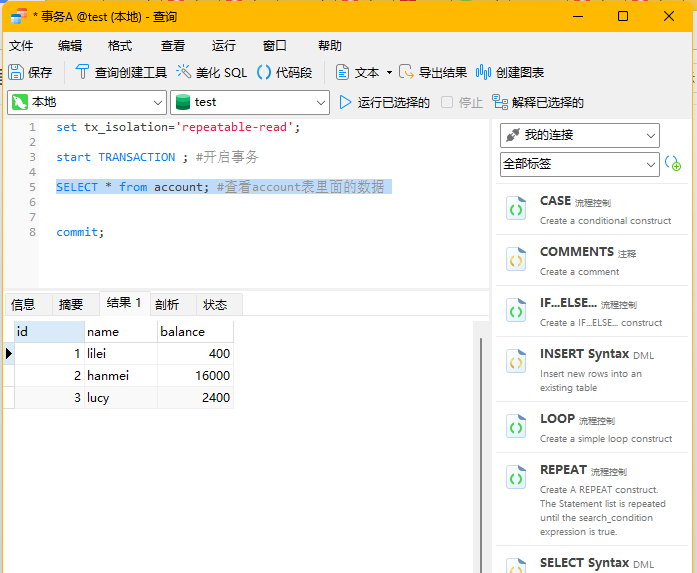 * 事务A @test (本地) - 查询
文件 编辑 格式 查看 运行 窗口 帮助
保存 查询创建工具 美化 SQL 代码段 文本 导出结果 创建图表
本地 test 运行已选择的 停止 解释已选择的
1 set tx_isolation='repeatable-read';
2
3 start TRANSACTION ; #开启事务
4
5 SELECT * from account; #查看account表里面的数据
6
7
8 commit;
信息 摘要 结果 1 剖析 状态
id name balance
1 lilei 400
2 hanmei 16000
3 lucy 2400
我的连接
全部标签
CASE 流程控制
Create a conditional construct
COMMENTS 注释
Create a comment
IF...ELSE... 流程控制
Create a IF...ELSE... construct
INSERT Syntax DML
Insert new rows into an
existing table
LOOP 流程控制
Create a simple loop construct
REPEAT 流程控制
Create A REPEAT construct.
The Statement list is repeated
until the search_condition
expression is true.
SELECT Syntax DML